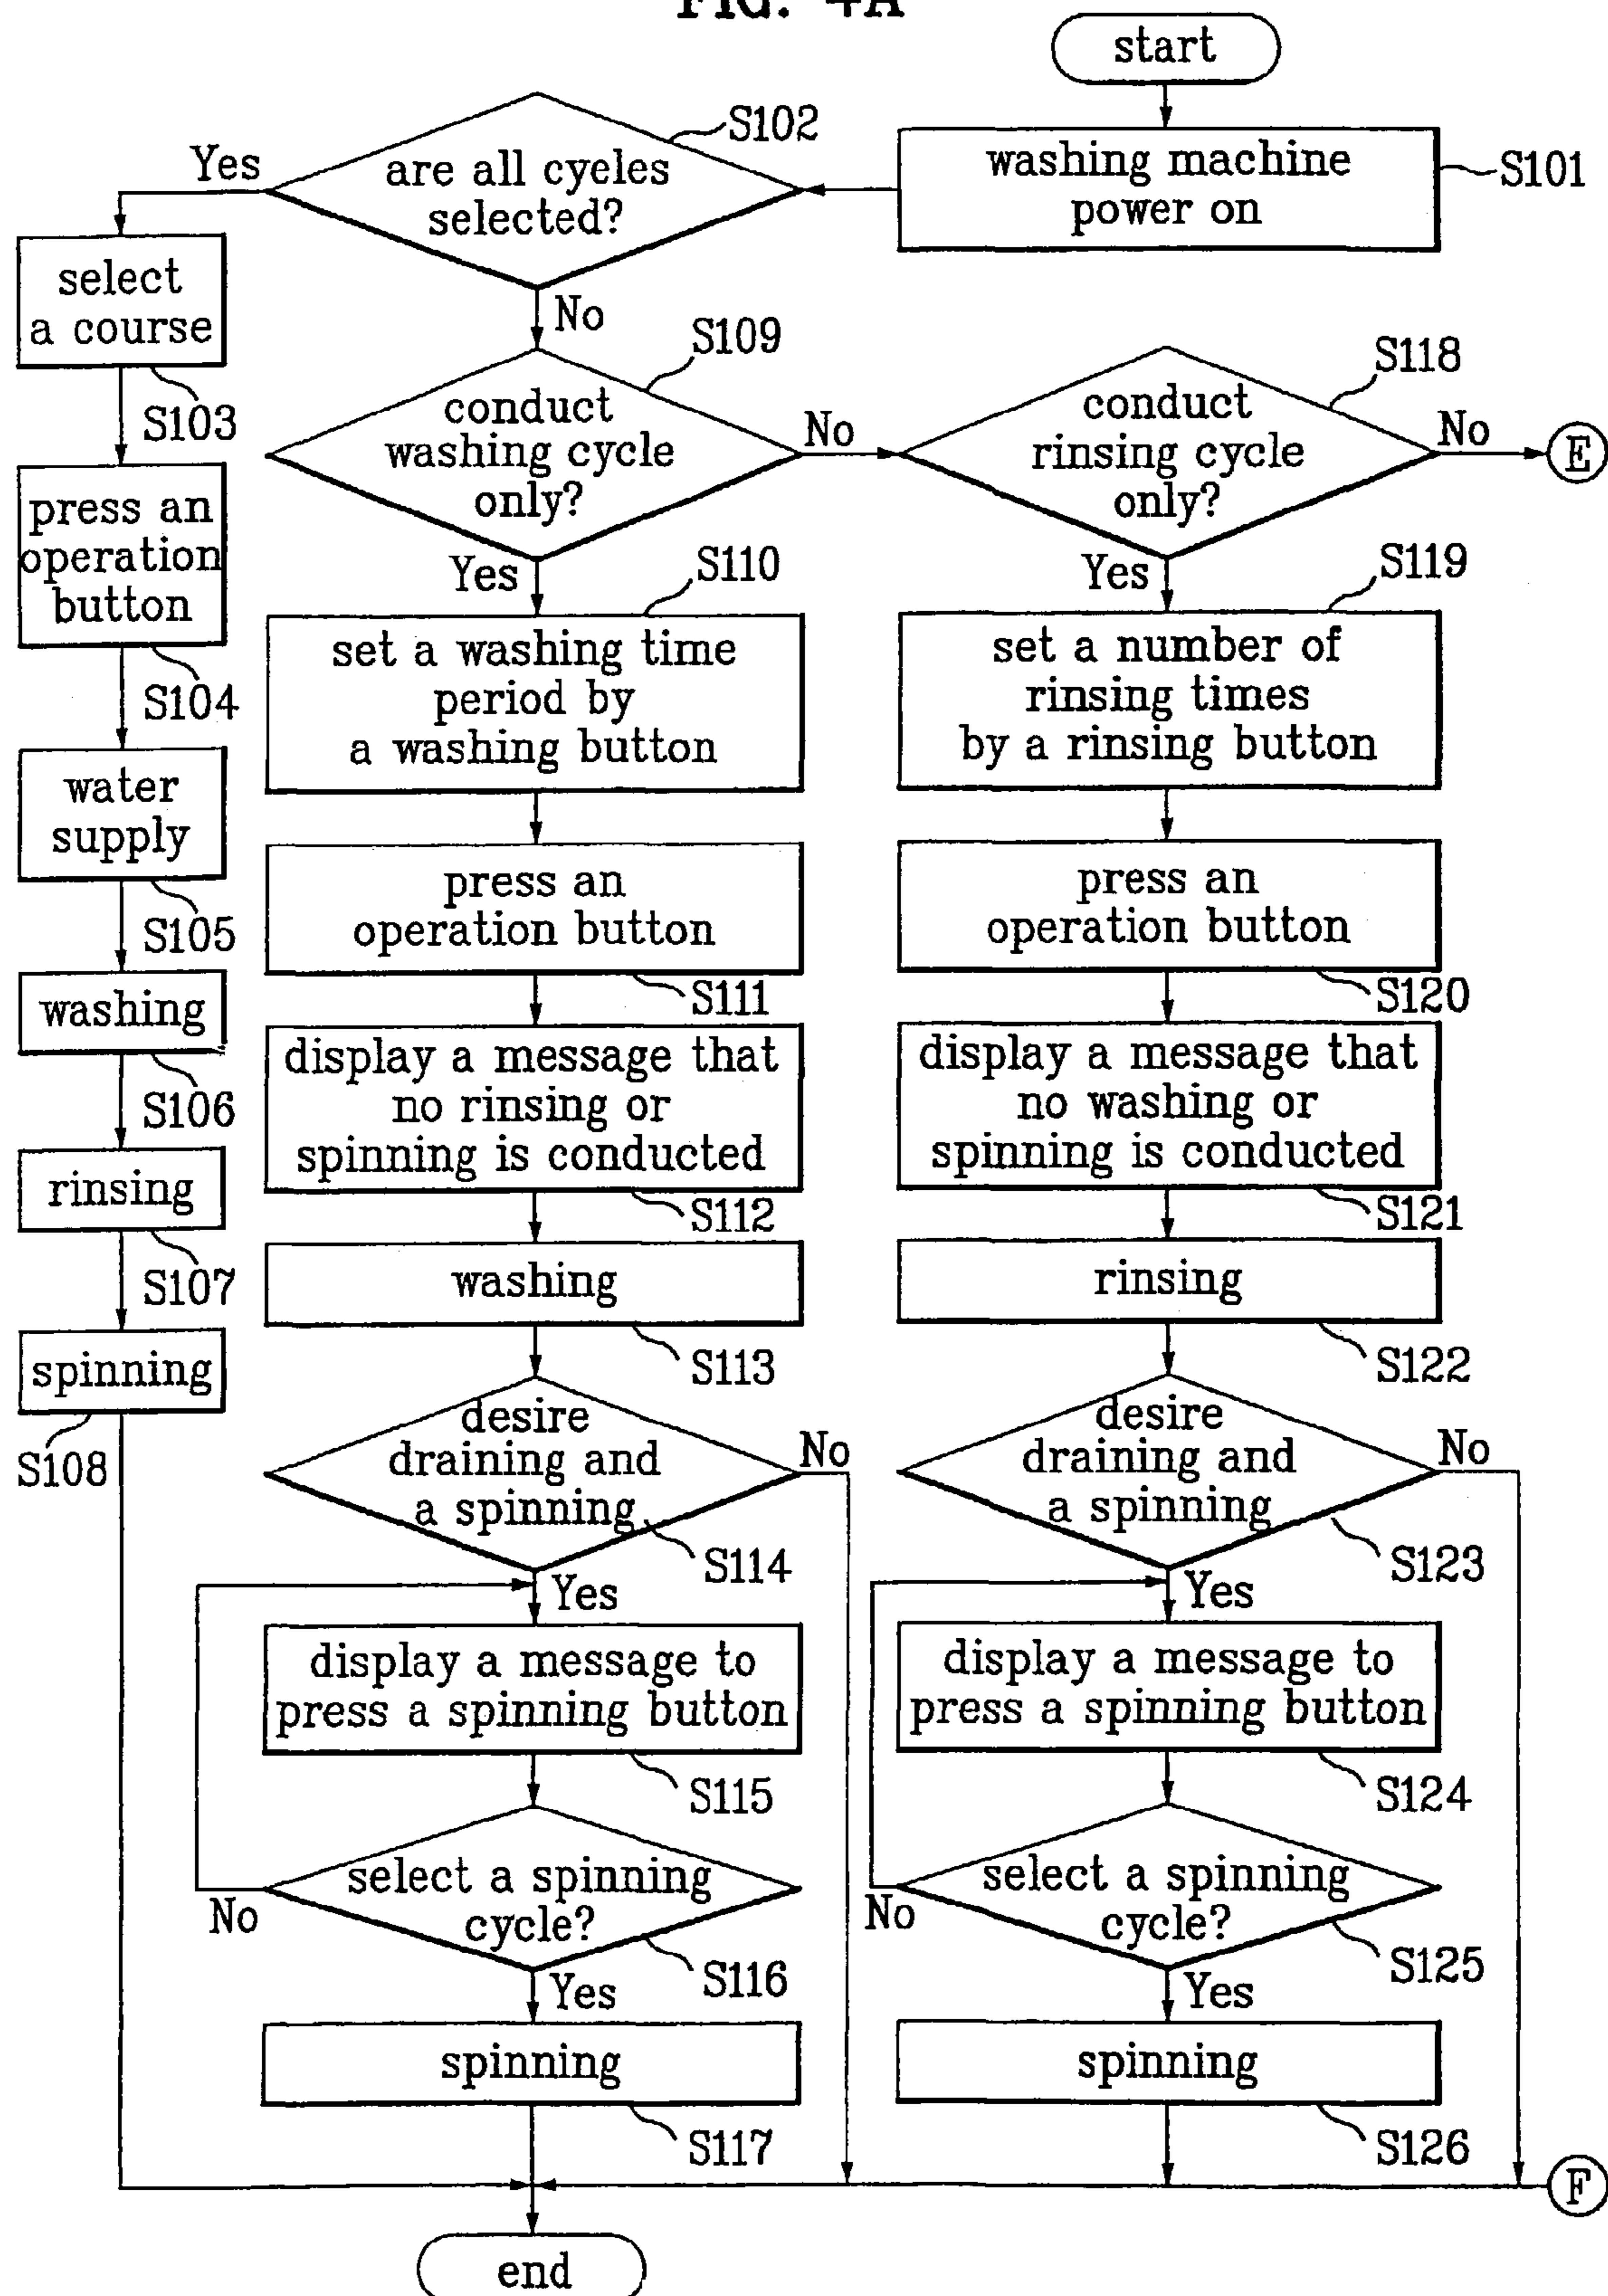 FIG. 4A
start
washing machine
power on
S101
are all cyeles
selected?
S102
Yes
No
select
a course
S103
press an
operation
button
S104
water
supply
S105
washing
S106
rinsing
S107
spinning
S108
conduct
washing cycle
only?
S109
No
Yes
set a washing time
period by
a washing button
S110
press an
operation button
S111
display a message that
no rinsing or
spinning is conducted
S112
washing
S113
desire
draining and
a spinning
S114
No
Yes
display a message to
press a spinning button
S115
select a spinning
cycle?
S116
No
Yes
spinning
S117
conduct
rinsing cycle
only?
S118
No
E
Yes
set a number of
rinsing times
by a rinsing button
S119
press an
operation button
S120
display a message that
no washing or
spinning is conducted
S121
rinsing
S122
desire
draining and
a spinning
S123
No
Yes
display a message to
press a spinning button
S124
select a spinning
cycle?
S125
No
Yes
spinning
S126
F
end